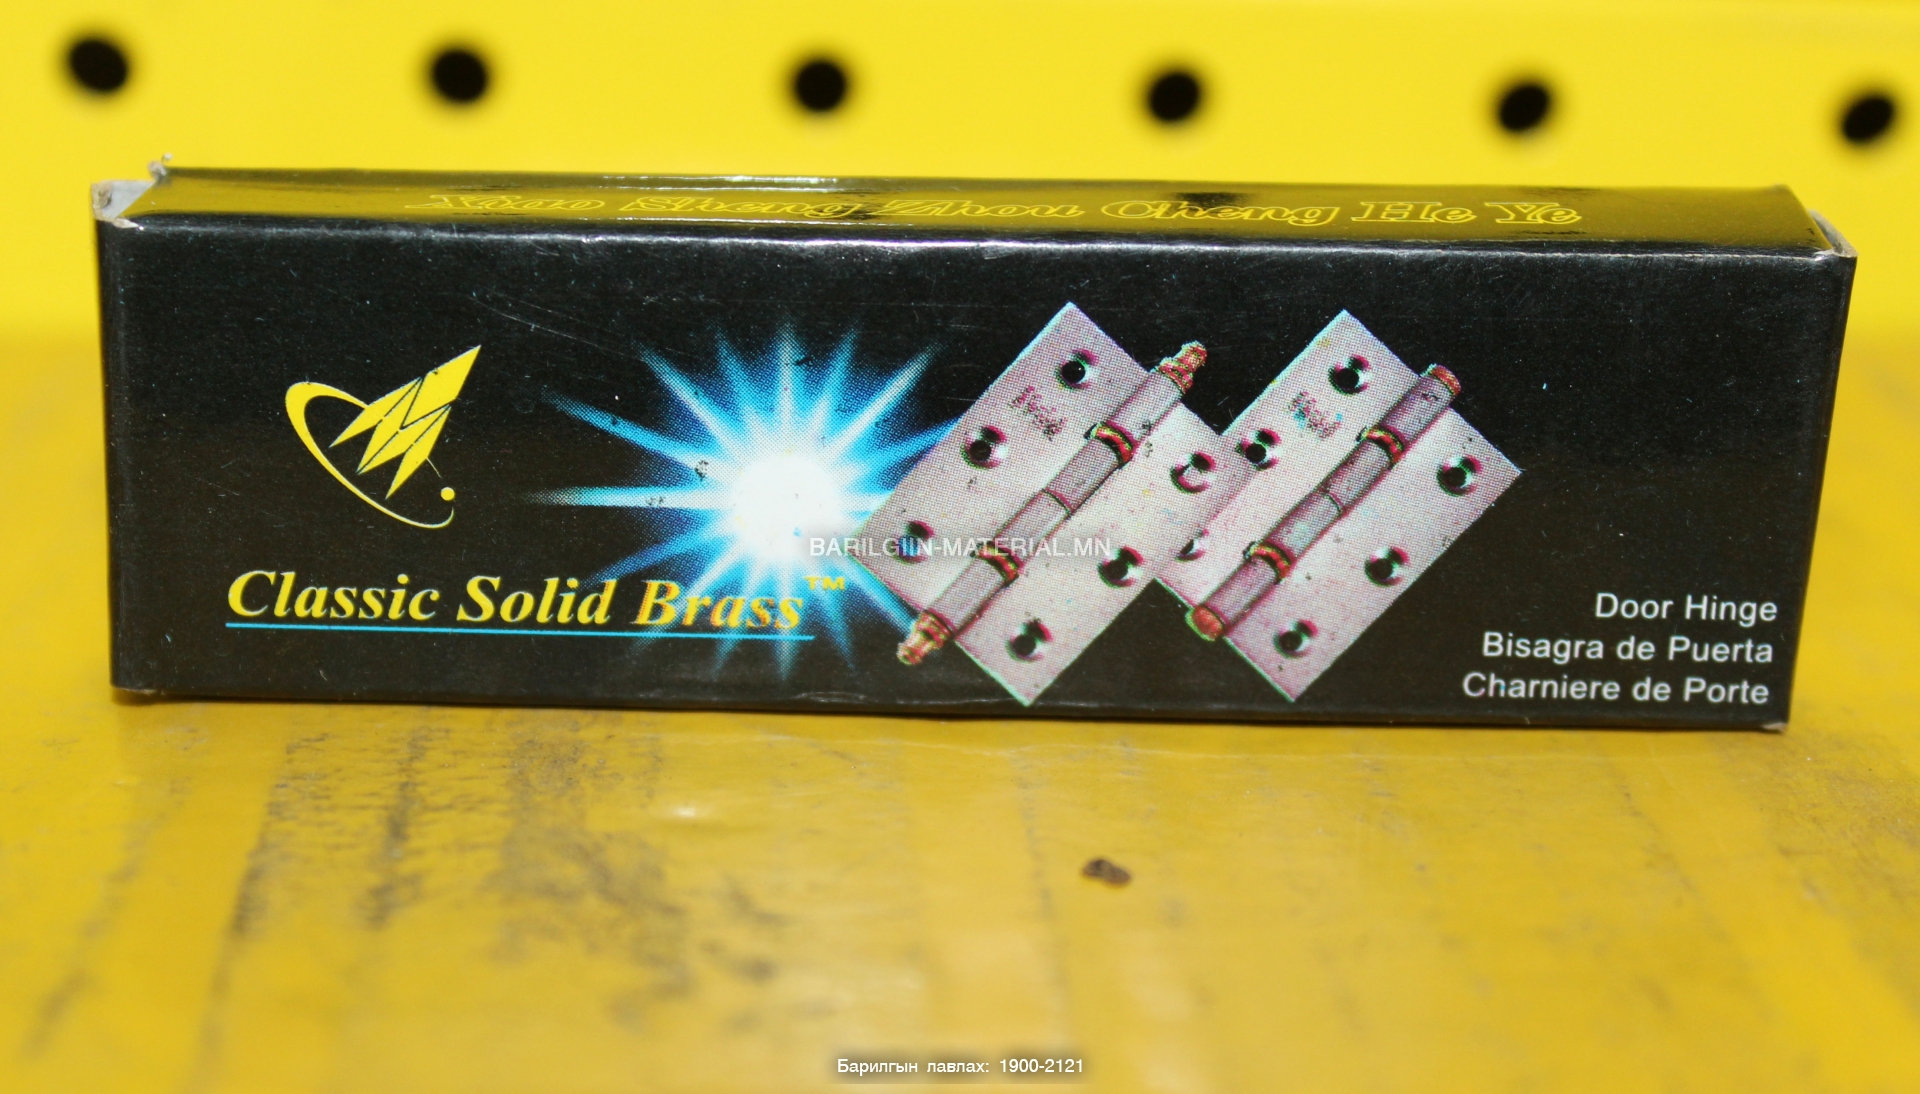 Xiao Sheng Zhou Cheng He Ye
Classic Solid Brass™
BARILGIIN-MATERIAL.MN
Door Hinge
Bisagra de Puerta
Charniere de Porte
Барилгын лавлах: 1900-2121